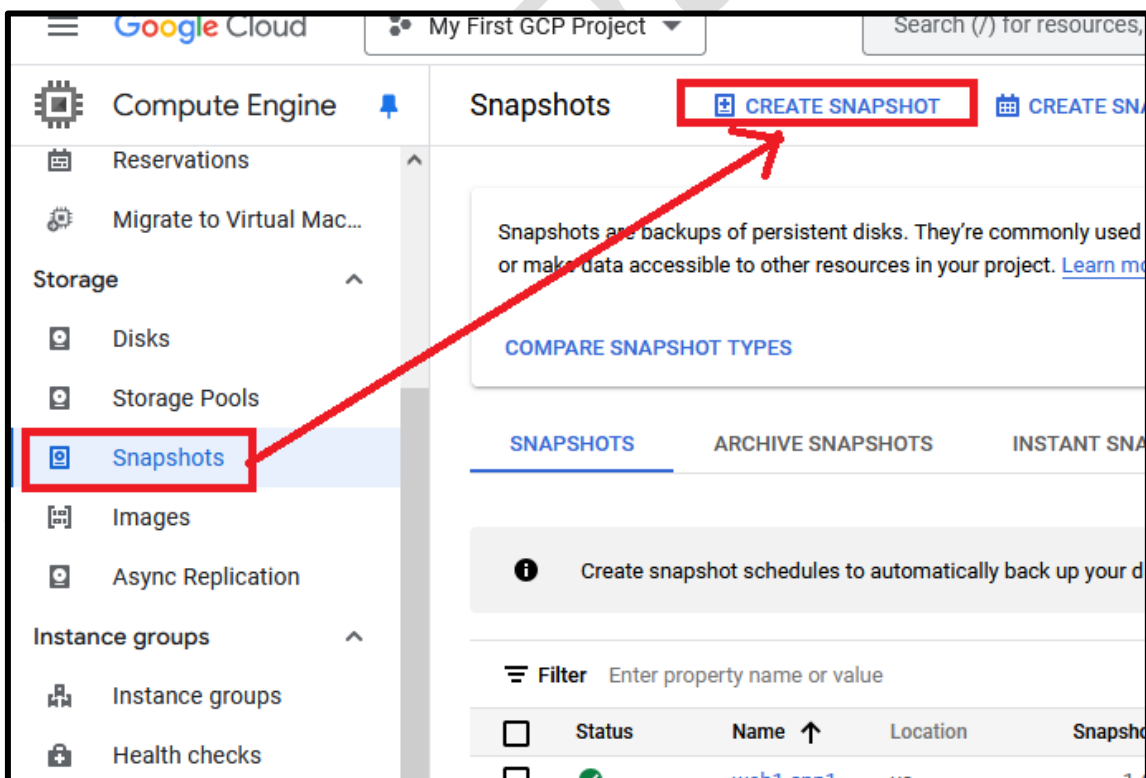 Google Cloud
My First GCP Project
Search (/) for resources,
Compute Engine
Snapshots
CREATE SNAPSHOT
CREATE SNA
Reservations
Migrate to Virtual Mac...
Storage
Disks
Storage Pools
Snapshots
Images
Async Replication
Instance groups
Instance groups
Health checks
Snapshots are backups of persistent disks. They're commonly used
or make data accessible to other resources in your project. Learn mo
COMPARE SNAPSHOT TYPES
SNAPSHOTS
ARCHIVE SNAPSHOTS
INSTANT SNA
Create snapshot schedules to automatically back up your d
Filter Enter property name or value
Status Name Location Snapsho